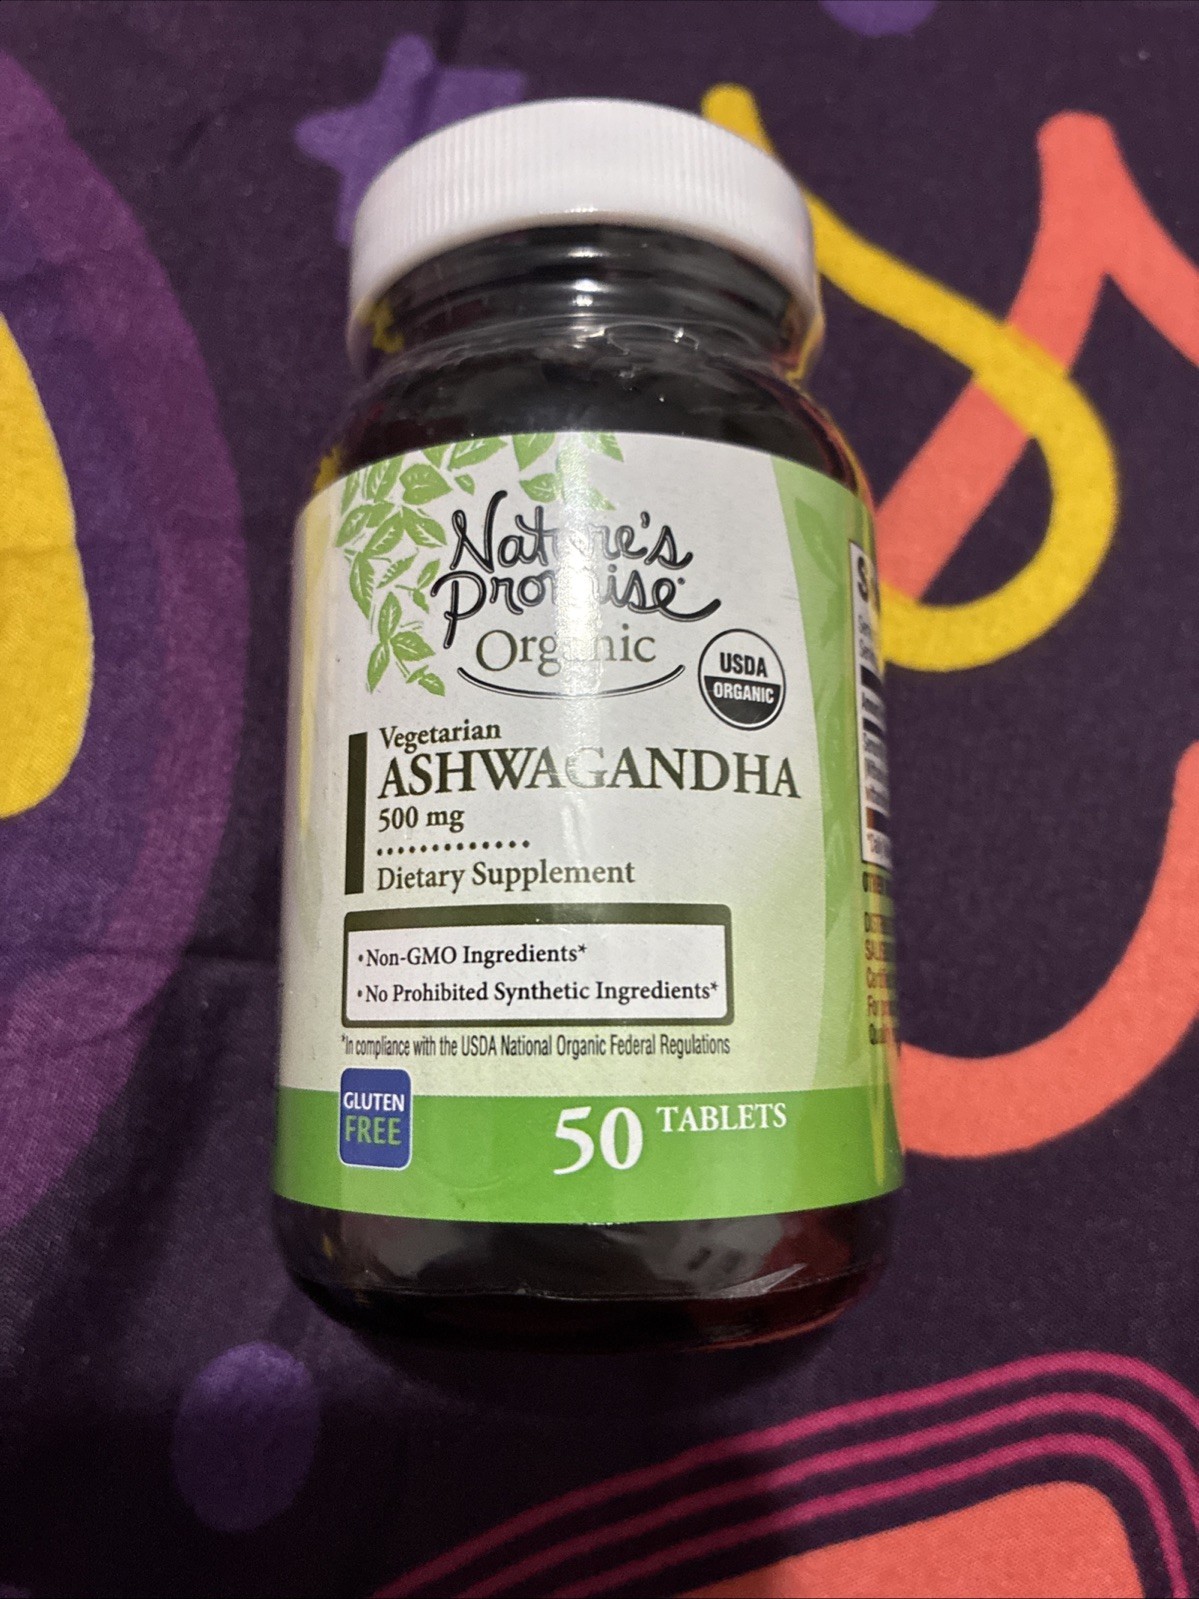 Nature's
Promise
Organic
USDA
ORGANIC
Vegetarian
ASHWAGANDHA
500 mg
Dietary Supplement
•Non-GMO Ingredients*
•No Prohibited Synthetic Ingredients*
*In compliance with the USDA National Organic Federal Regulations
GLUTEN
FREE
50 TABLETS